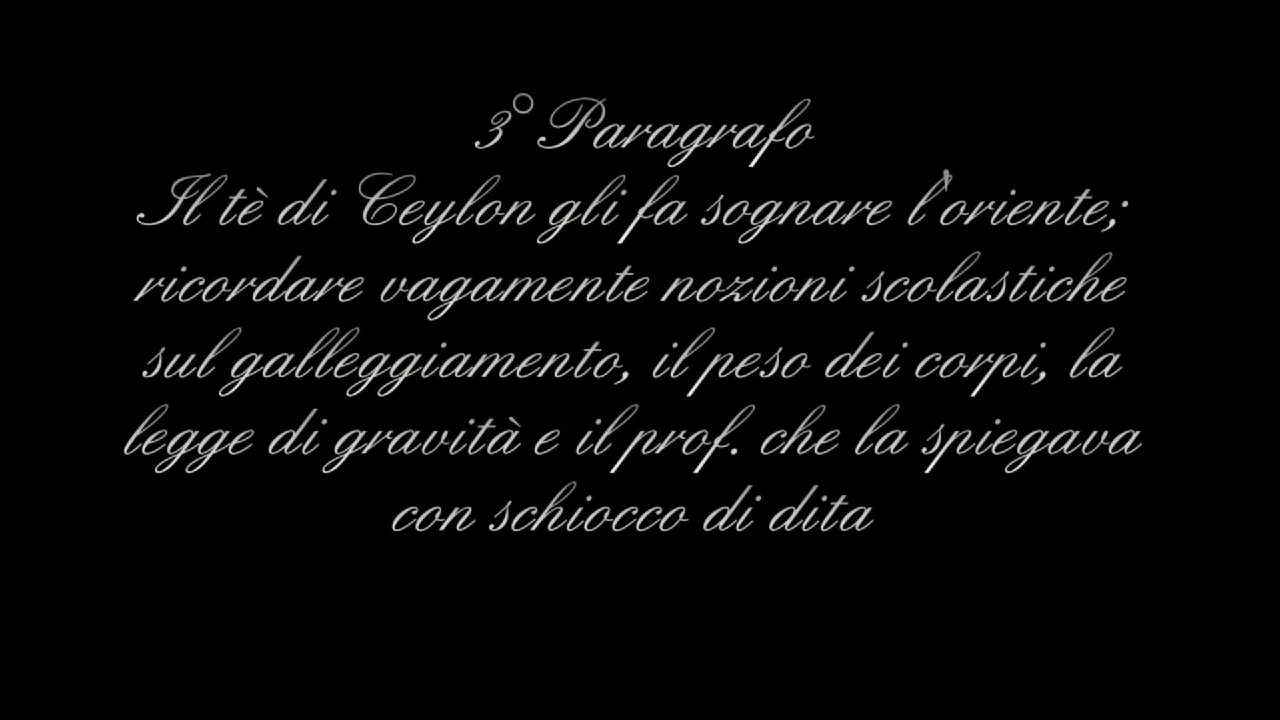 3° Paragrafo
Il tè di Ceylon gli fa sognare l'oriente;
ricordare vagamente nozioni scolastiche
sul galleggiamento, il peso dei corpi, la
legge di gravità e il prof. che la spiegava
con schiocco di dita